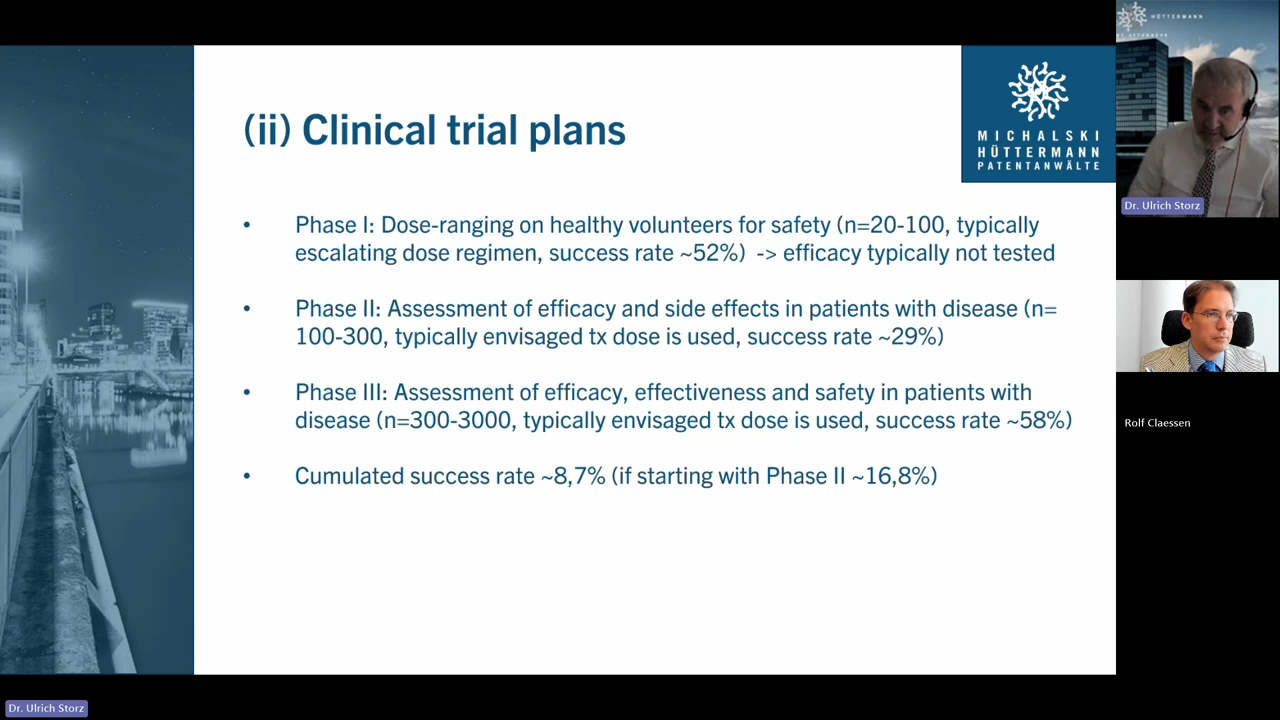 (ii) Clinical trial plans
MICHALSKI
HÜTTERMANN
PATENTANWÄLTE
• Phase I: Dose-ranging on healthy volunteers for safety (n=20-100, typically
escalating dose regimen, success rate ~52%) -> efficacy typically not tested
• Phase II: Assessment of efficacy and side effects in patients with disease (n=
100-300, typically envisaged tx dose is used, success rate ~29%)
• Phase III: Assessment of efficacy, effectiveness and safety in patients with
disease (n=300-3000, typically envisaged tx dose is used, success rate ~58%)
• Cumulated success rate ~8,7% (if starting with Phase II ~16,8%)
HÜTTERMANN
Dr. Ulrich Storz
Rolf Claessen
Dr. Ulrich Storz